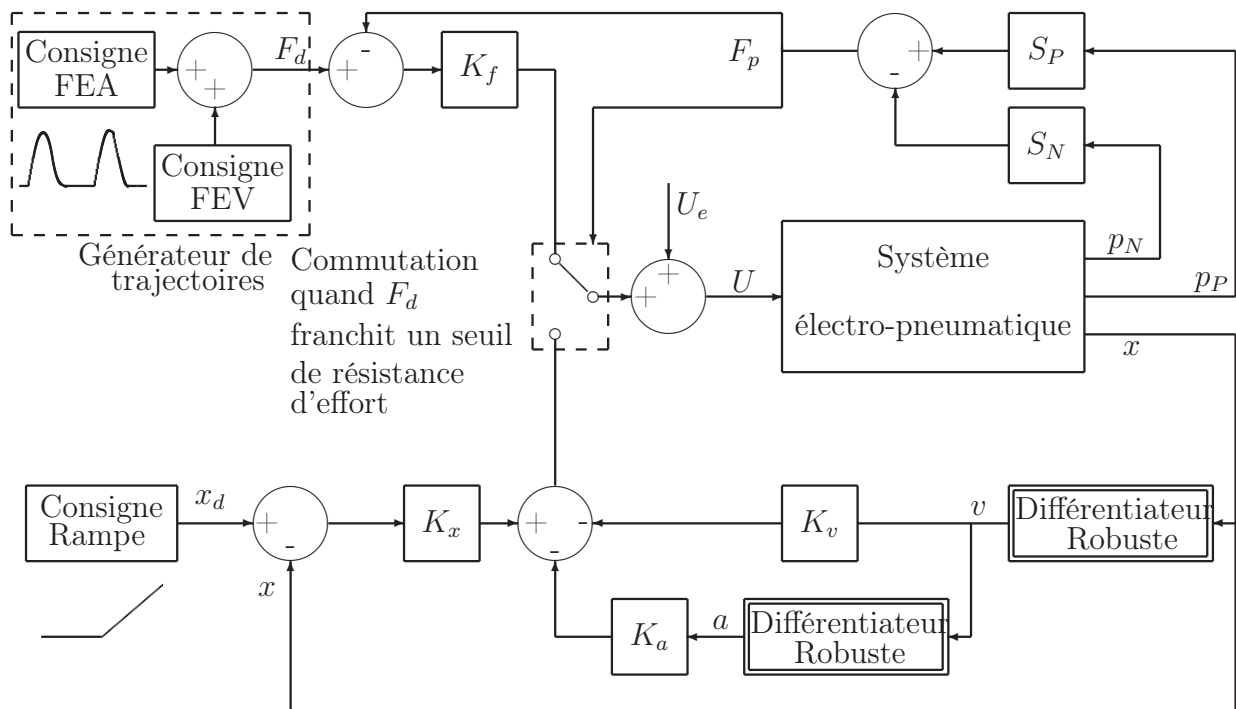 Consigne
FEA
+
+
F_d
-
+
K_f
F_p
+
-
S_P
S_N
Consigne
FEV
Générateur de
trajectoires
Commutation
quand F_d
franchit un seuil
de résistance
d'effort
U_e
+
+
U
Système
électro-pneumatique
p_N
p_P
x
Consigne
Rampe
x_d
+
-
x
K_x
+
-
-
K_v
v
Différentiateur
Robuste
K_a
a
Différentiateur
Robuste